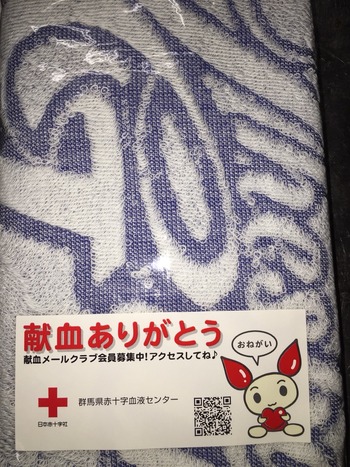 献血ありがとう
献血メールクラブ会員募集中!アクセスしてね♪
おねがい
群馬県赤十字血液センター
日本赤十字社